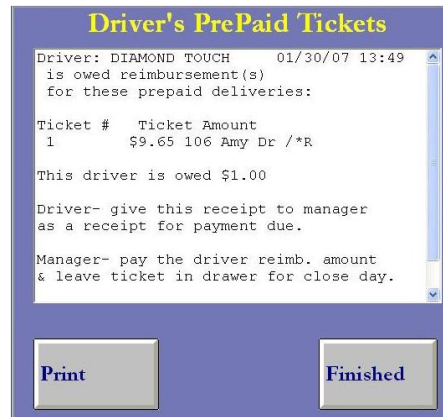 Driver's PrePaid Tickets
Driver: DIAMOND TOUCH 01/30/07 13:49
is owed reimbursement(s)
for these prepaid deliveries:
Ticket # Ticket Amount
1 $9.65 106 Amy Dr /*R
This driver is owed $1.00
Driver- give this receipt to manager
as a receipt for payment due.
Manager- pay the driver reimb. amount
& leave ticket in drawer for close day.
Print
Finished